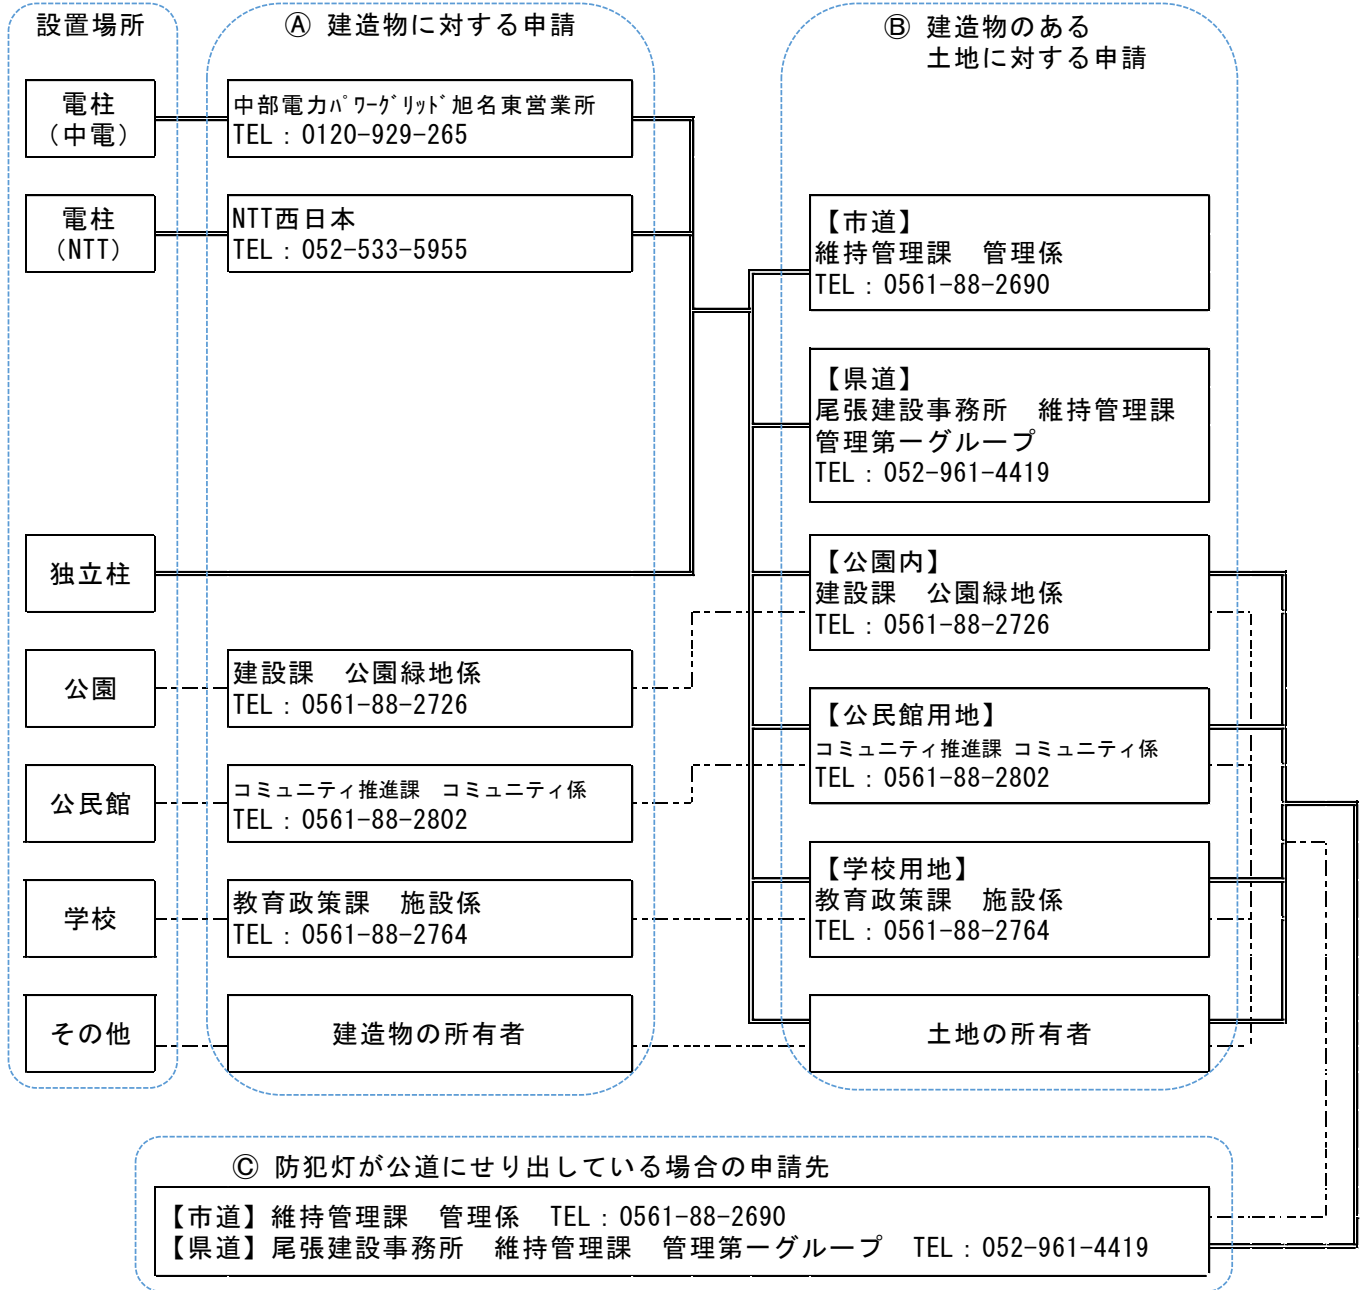 設置場所
Ⓐ 建造物に対する申請
Ⓑ 建造物のある
土地に対する申請
電柱
(中電)
中部電力ﾊﾟﾜｰｸﾞﾘｯﾄﾞ旭名東営業所
TEL：0120-929-265
電柱
(NTT)
NTT西日本
TEL：052-533-5955
【市道】
維持管理課　管理係
TEL：0561-88-2690
【県道】
尾張建設事務所　維持管理課
管理第一グループ
TEL：052-961-4419
独立柱
【公園内】
建設課　公園緑地係
TEL：0561-88-2726
公園
建設課　公園緑地係
TEL：0561-88-2726
【公民館用地】
コミュニティ推進課 コミュニティ係
TEL：0561-88-2802
公民館
コミュニティ推進課　コミュニティ係
TEL：0561-88-2802
【学校用地】
教育政策課　施設係
TEL：0561-88-2764
学校
教育政策課　施設係
TEL：0561-88-2764
その他
建造物の所有者
土地の所有者
Ⓒ 防犯灯が公道にせり出している場合の申請先
【市道】維持管理課　管理係　TEL：0561-88-2690
【県道】尾張建設事務所　維持管理課　管理第一グループ　TEL：052-961-4419